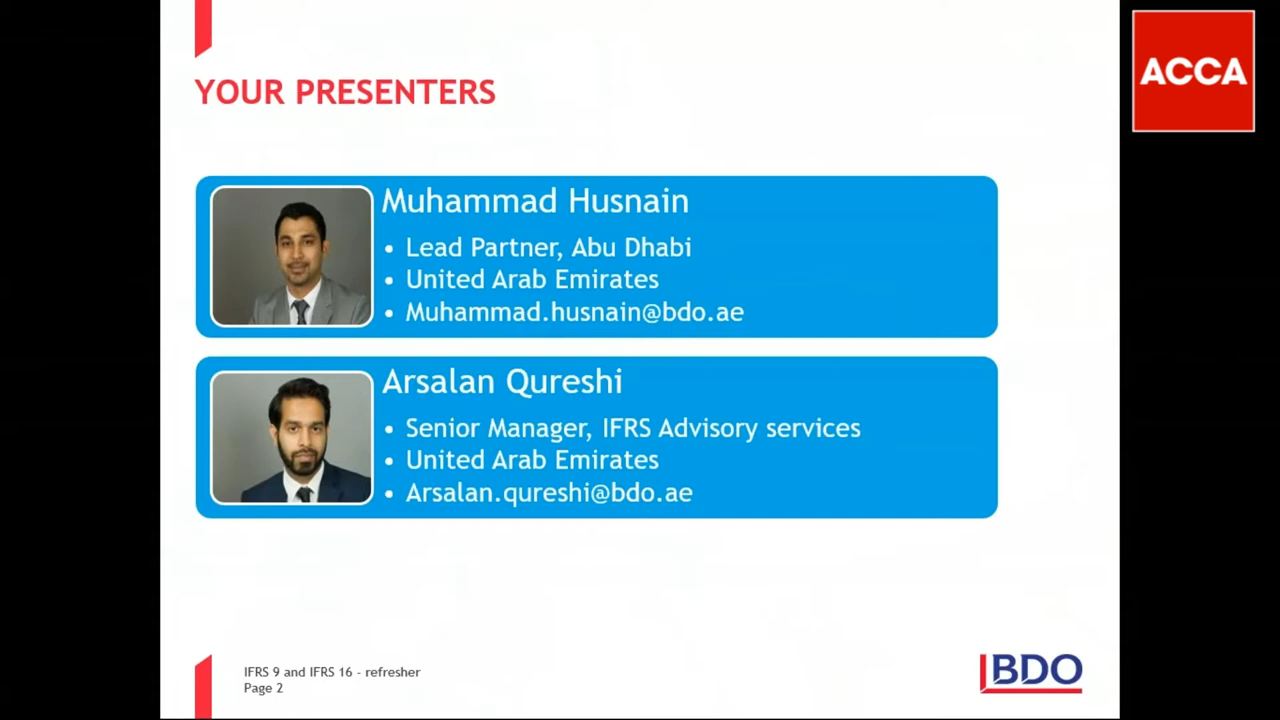 ACCA
YOUR PRESENTERS
Muhammad Husnain
• Lead Partner, Abu Dhabi
• United Arab Emirates
• Muhammad.husnain@bdo.ae
Arsalan Qureshi
• Senior Manager, IFRS Advisory services
• United Arab Emirates
• Arsalan.qureshi@bdo.ae
IFRS 9 and IFRS 16 - refresher
Page 2
BDO